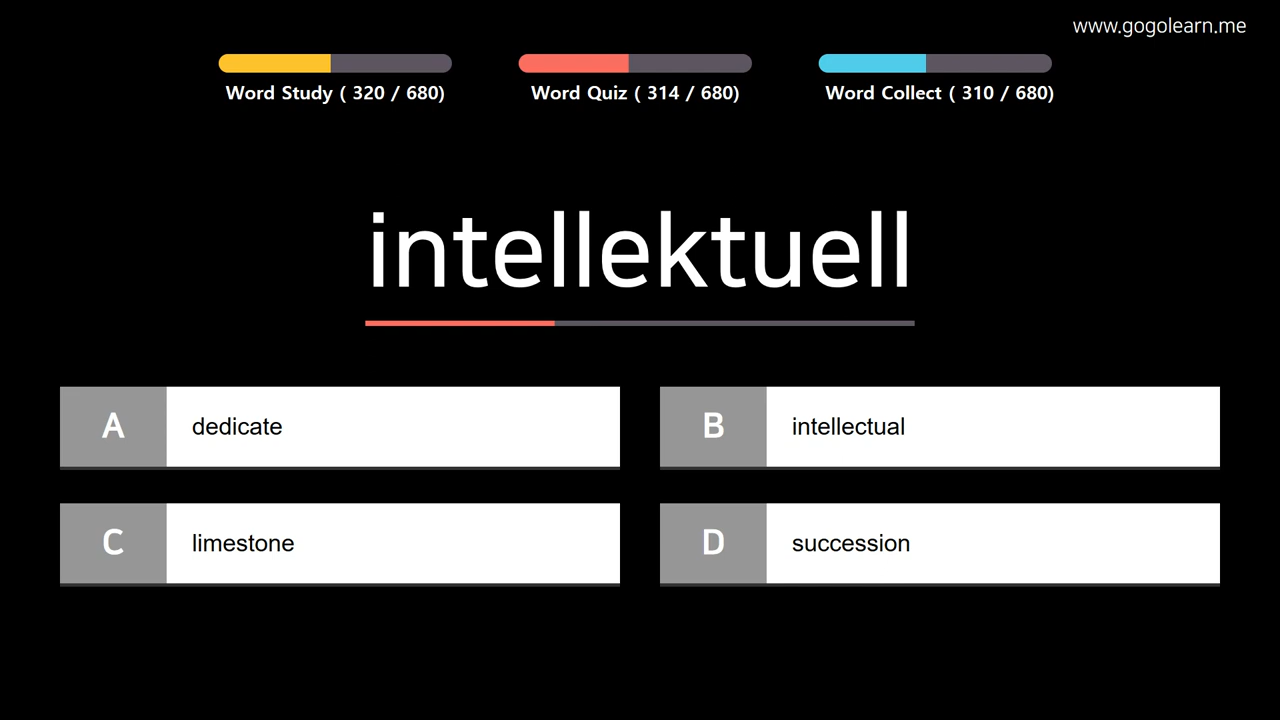 www.gogolearn.me
Word Study ( 320 / 680)
Word Quiz ( 314 / 680)
Word Collect ( 310 / 680)
intellektuell
A dedicate
B intellectual
C limestone
D succession